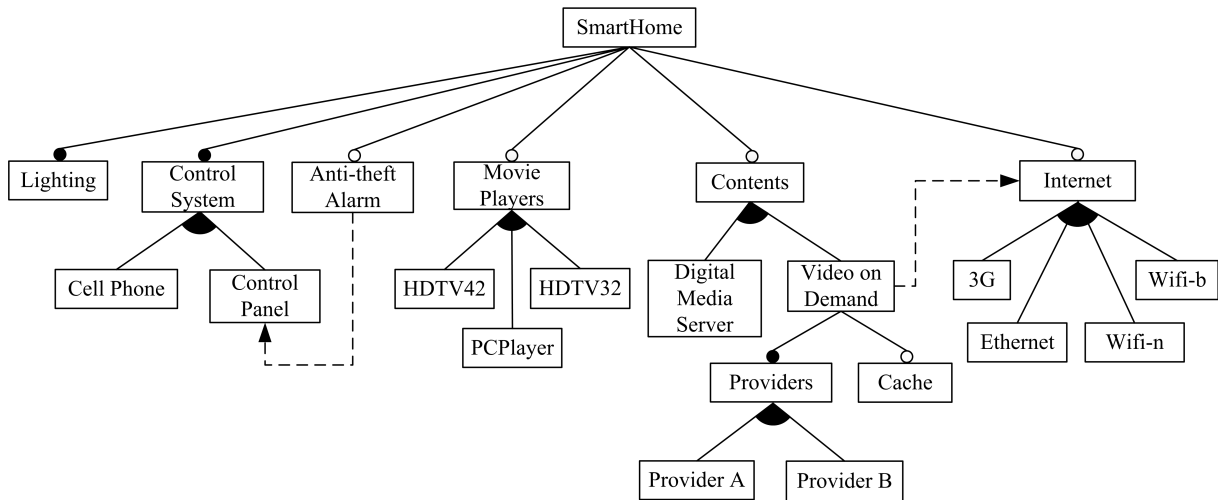 SmartHome
Lighting
Control
System
Anti-theft
Alarm
Movie
Players
Contents
Internet
Cell Phone
Control
Panel
HDTV42
HDTV32
PCPlayer
Digital
Media
Server
Video on
Demand
3G
Wifi-b
Ethernet
Wifi-n
Providers
Cache
Provider A
Provider B